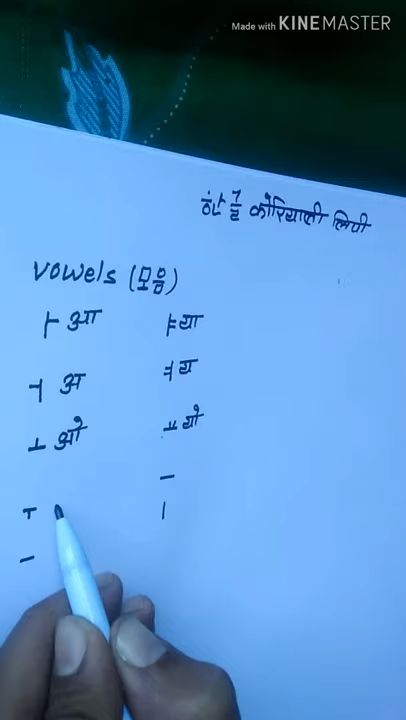 Made with KINEMASTER
한글 कोरियाली लिपी
vowels (모음)
ㅏ आ ㅑ या
ㅓ अ ㅕ य
ㅗ ओ ㅛ यो
ㅡ
ㅜ ㅣ
ㅡ